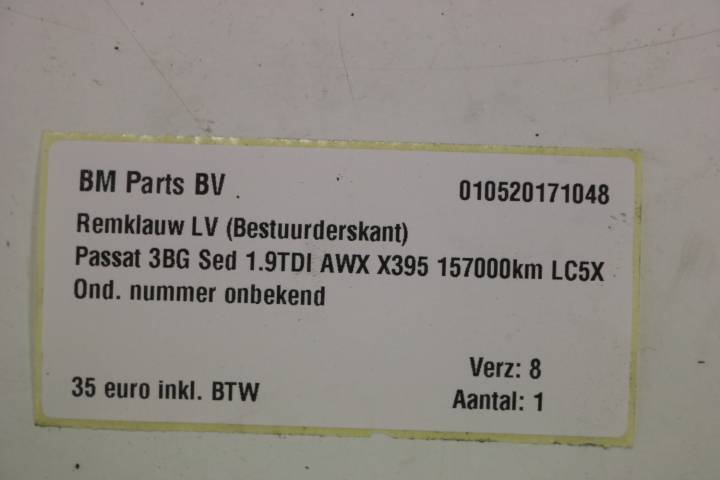 BM Parts BV 010520171048
Remklauw LV (Bestuurderskant)
Passat 3BG Sed 1.9TDI AWX X395 157000km LC5X
Ond. nummer onbekend
Verz: 8
35 euro inkl. BTW
Aantal: 1